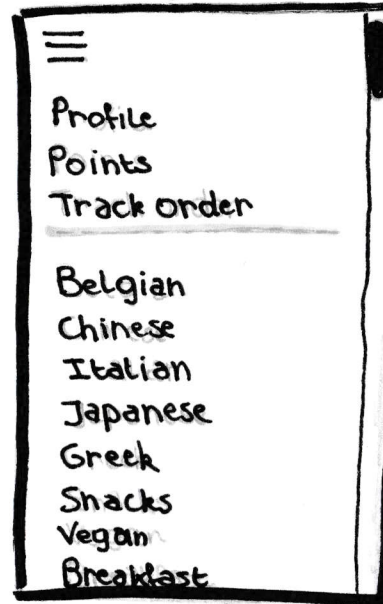 Profile
Points
Track order
Belgian
Chinese
Italian
Japanese
Greek
Snacks
Vegan
Breakfast